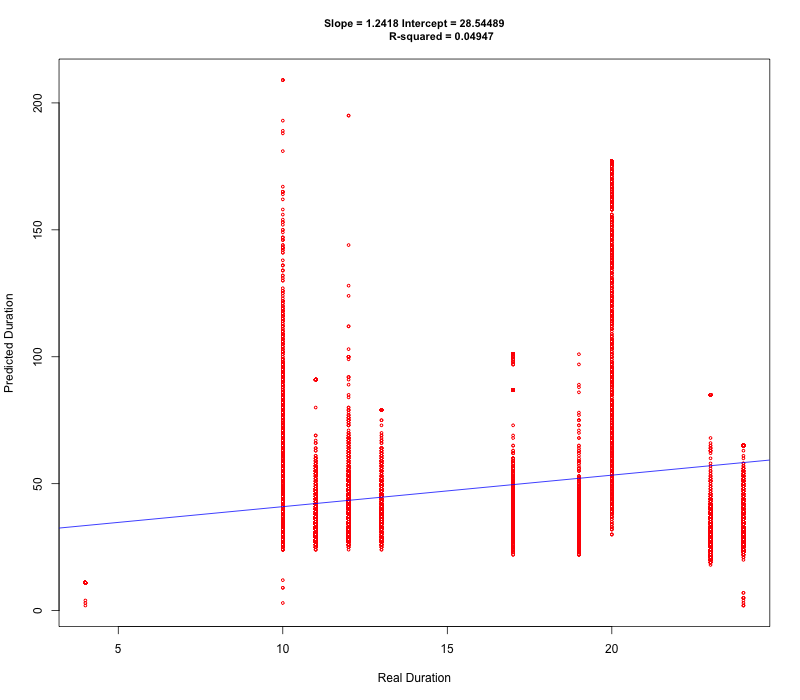 Slope = 1.2418 Intercept = 28.54489
R-squared = 0.04947
200
150
100
50
0
Predicted Duration
5 10 15 20
Real Duration